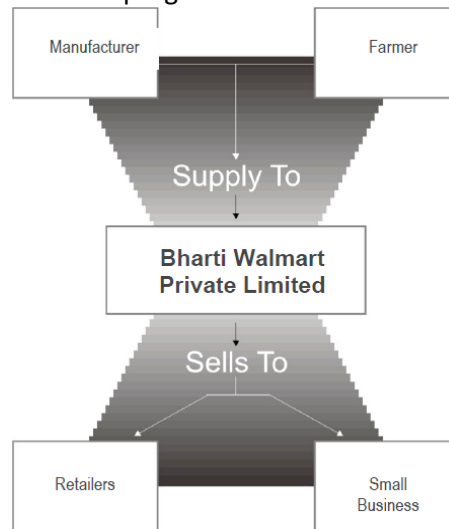 Manufacturer
Farmer
Supply To
Bharti Walmart
Private Limited
Sells To
Retailers
Small
Business